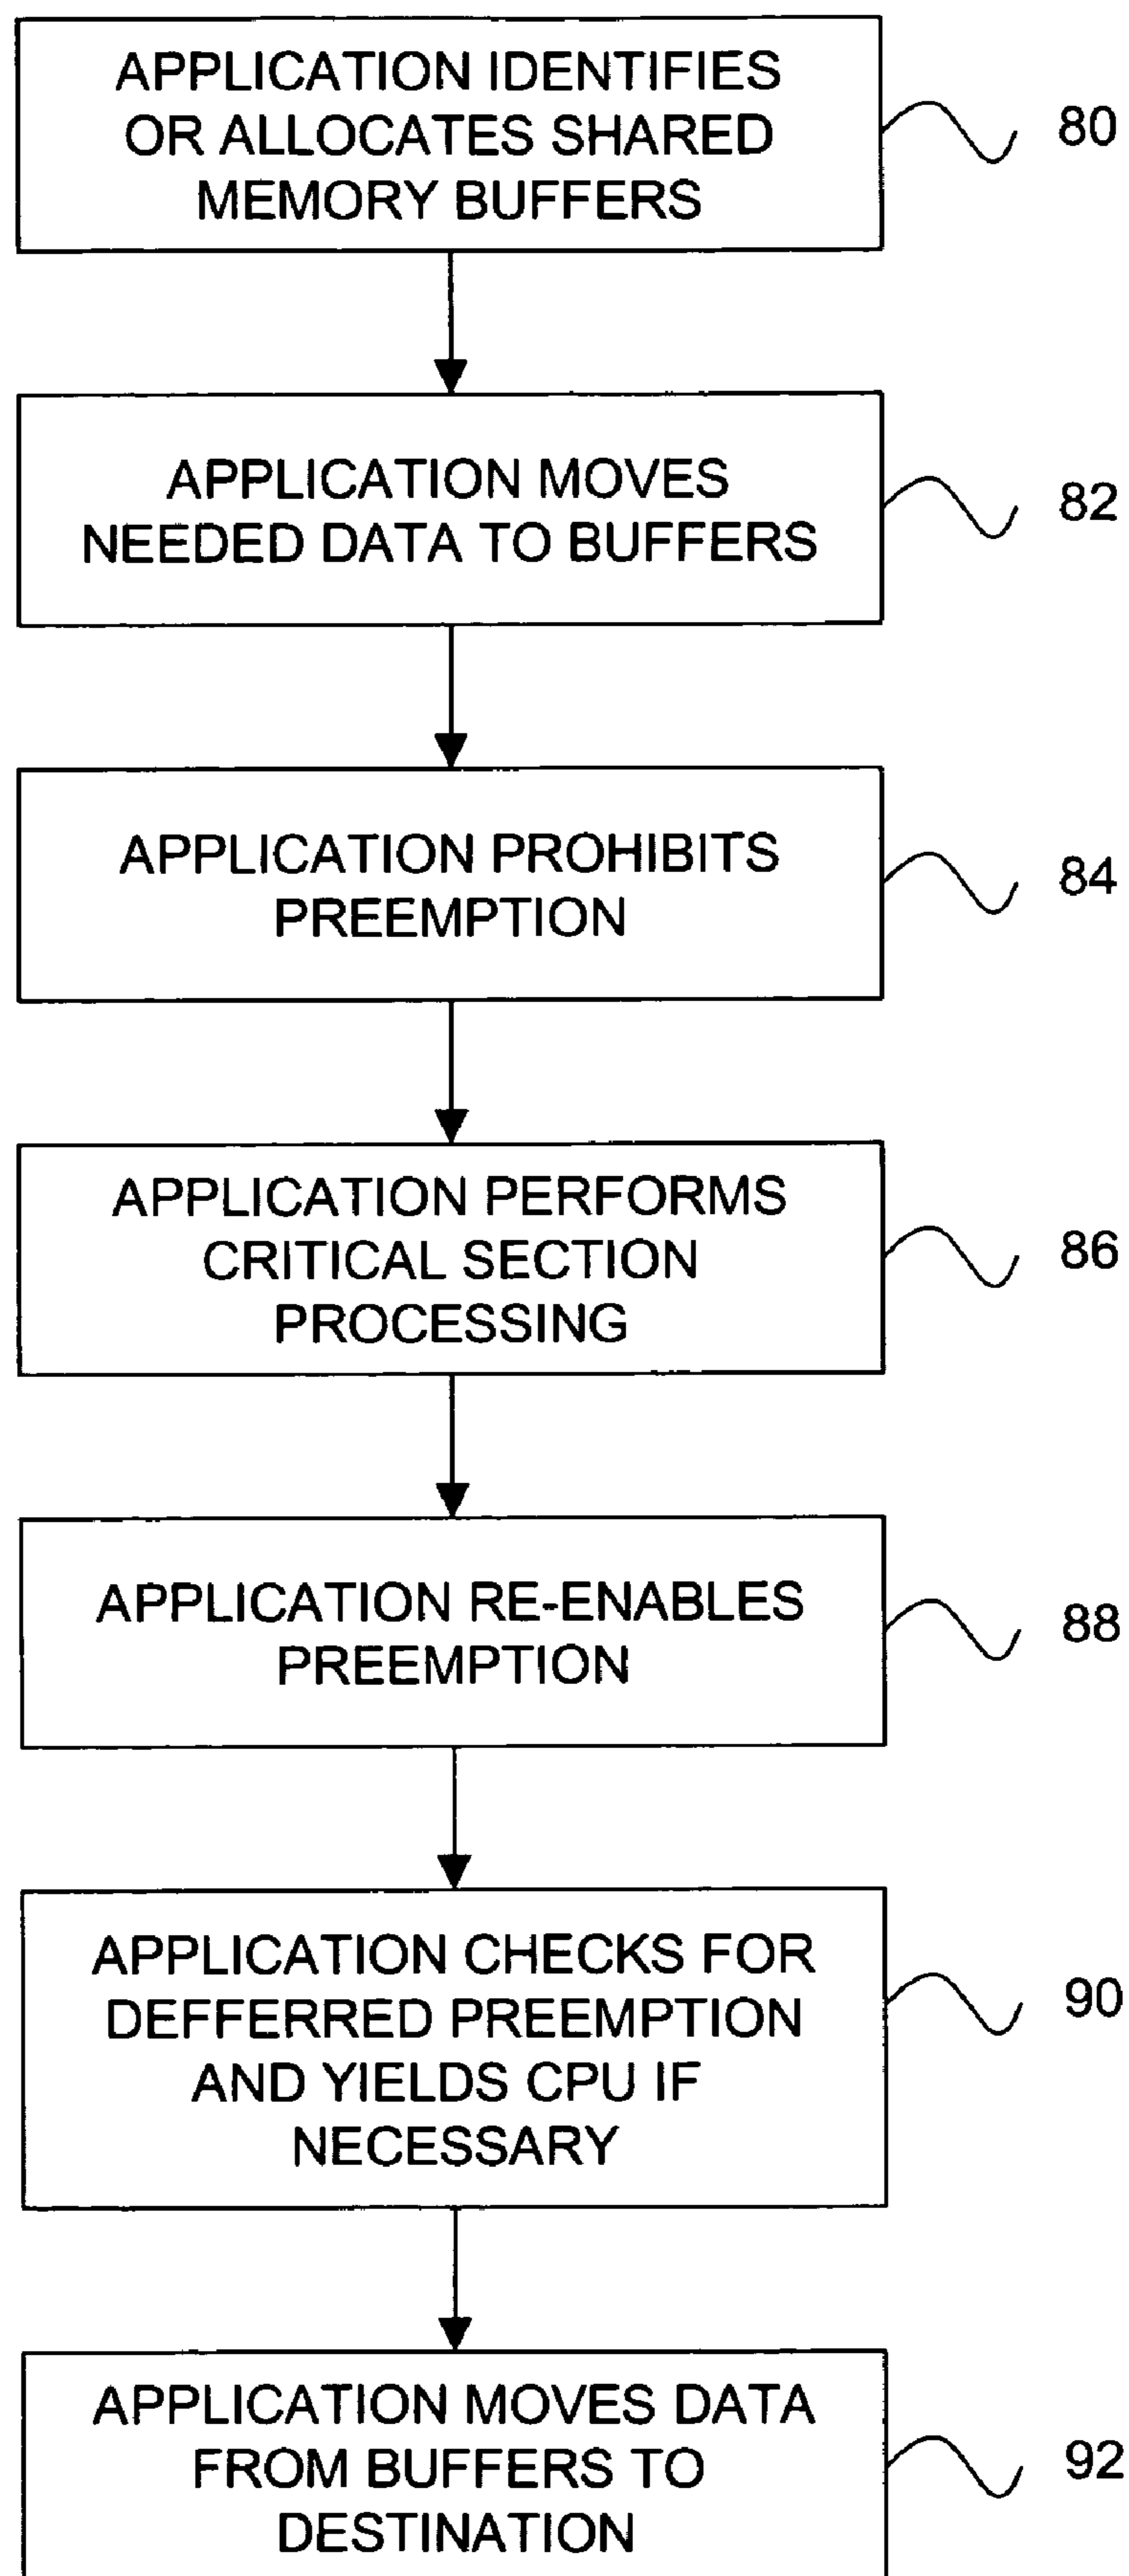 APPLICATION IDENTIFIES
OR ALLOCATES SHARED
MEMORY BUFFERS
80
APPLICATION MOVES
NEEDED DATA TO BUFFERS
82
APPLICATION PROHIBITS
PREEMPTION
84
APPLICATION PERFORMS
CRITICAL SECTION
PROCESSING
86
APPLICATION RE-ENABLES
PREEMPTION
88
APPLICATION CHECKS FOR
DEFFERRED PREEMPTION
AND YIELDS CPU IF
NECESSARY
90
APPLICATION MOVES DATA
FROM BUFFERS TO
DESTINATION
92